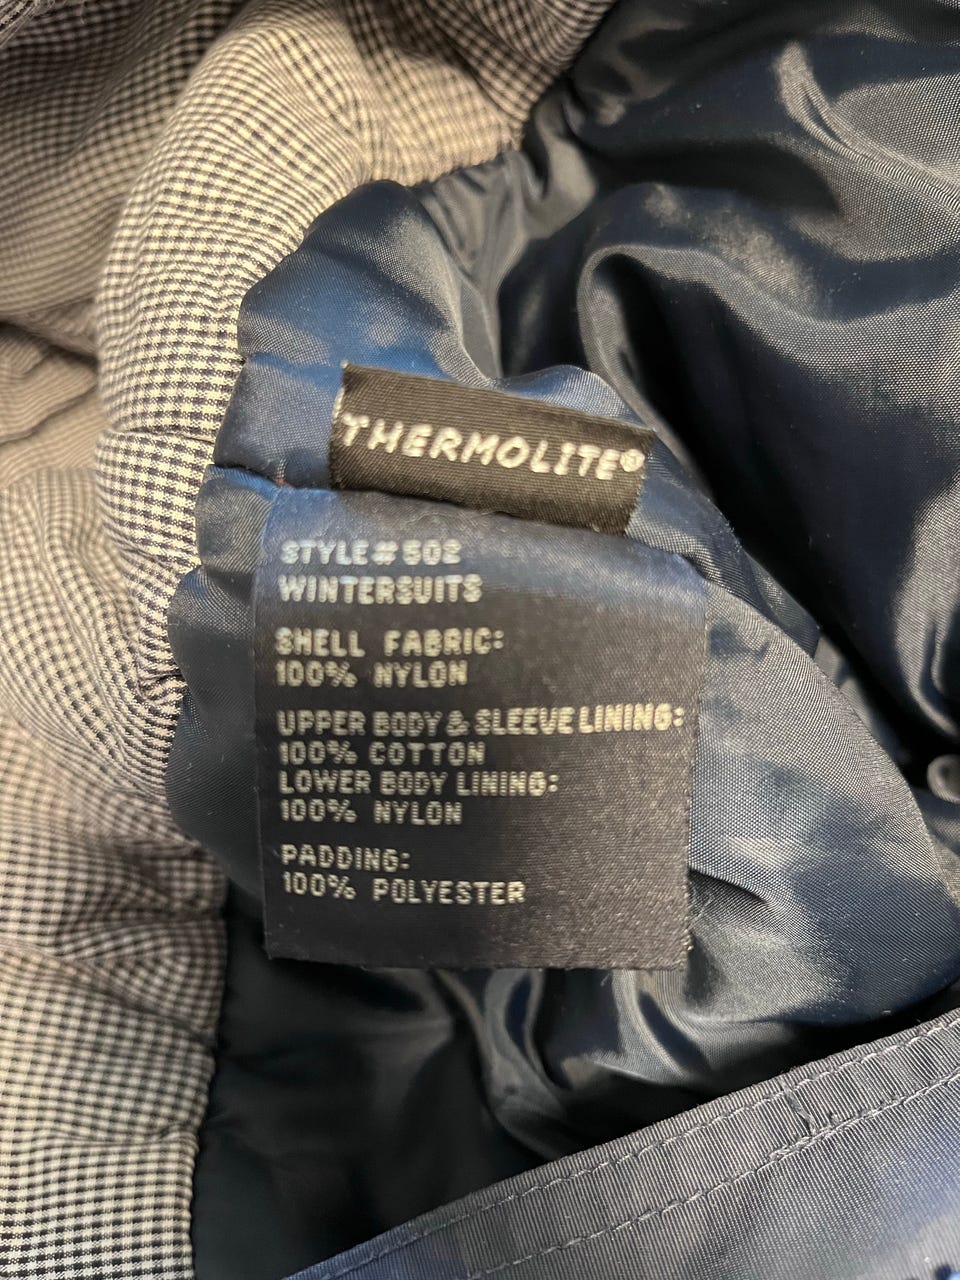 THERMOLITE®
STYLE # 502
WINTERSUITS
SHELL FABRIC:
100% NYLON
UPPER BODY & SLEEVE LINING:
100% COTTON
LOWER BODY LINING:
100% NYLON
PADDING:
100% POLYESTER